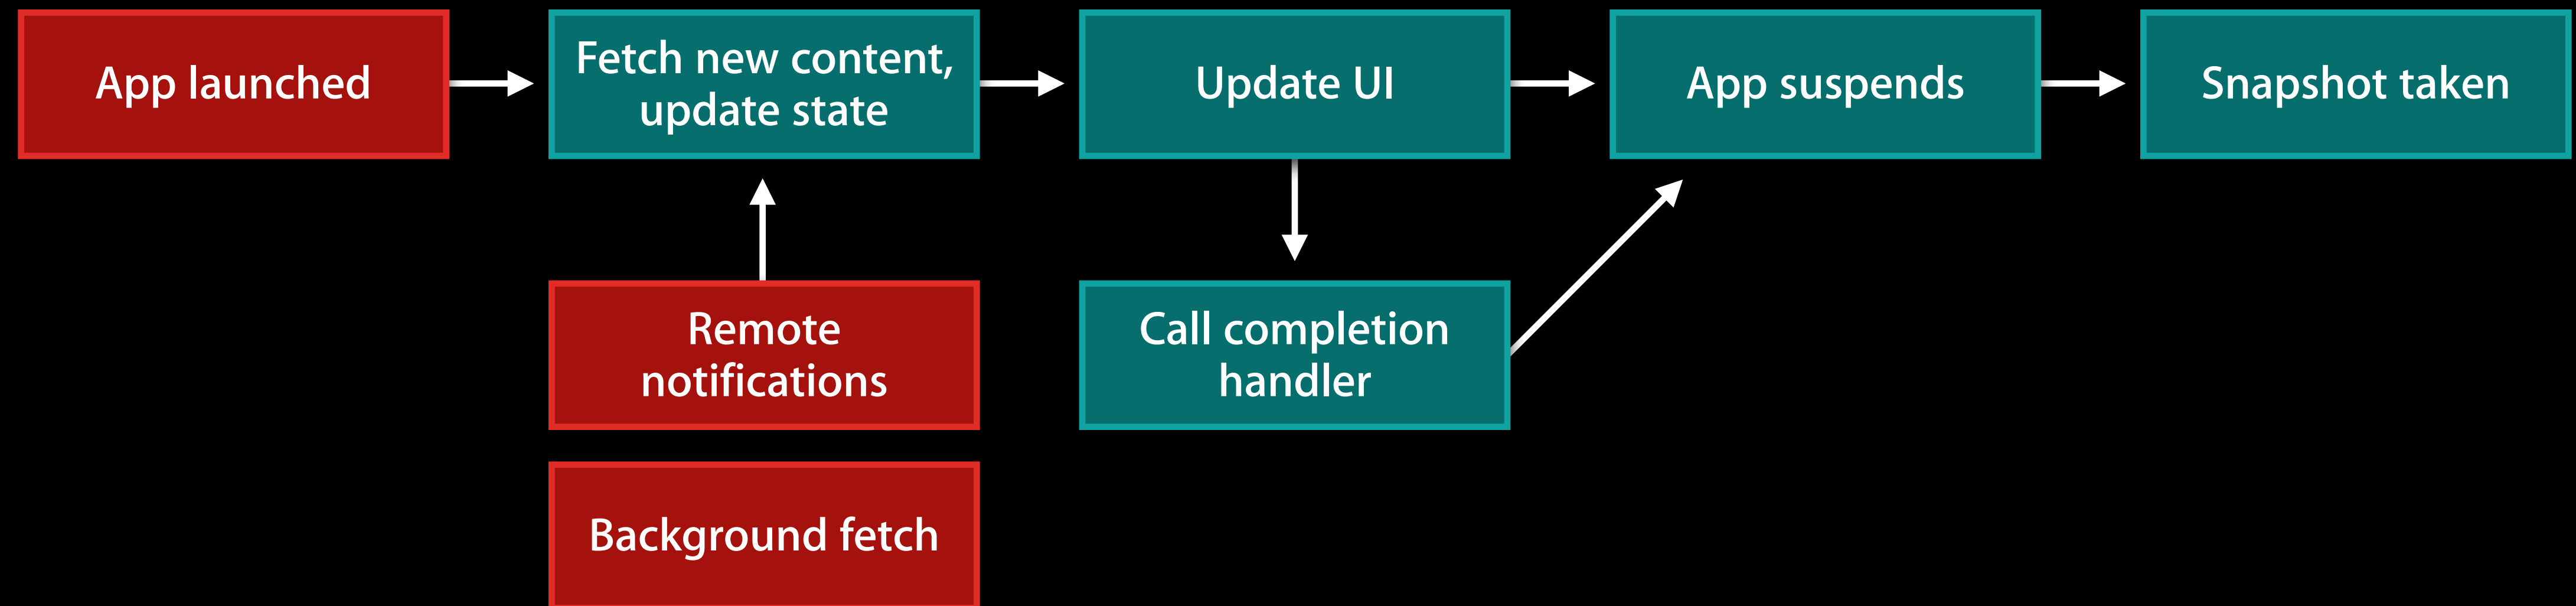 App launched
Fetch new content,
update state
Update UI
App suspends
Snapshot taken
Remote
notifications
Call completion
handler
Background fetch